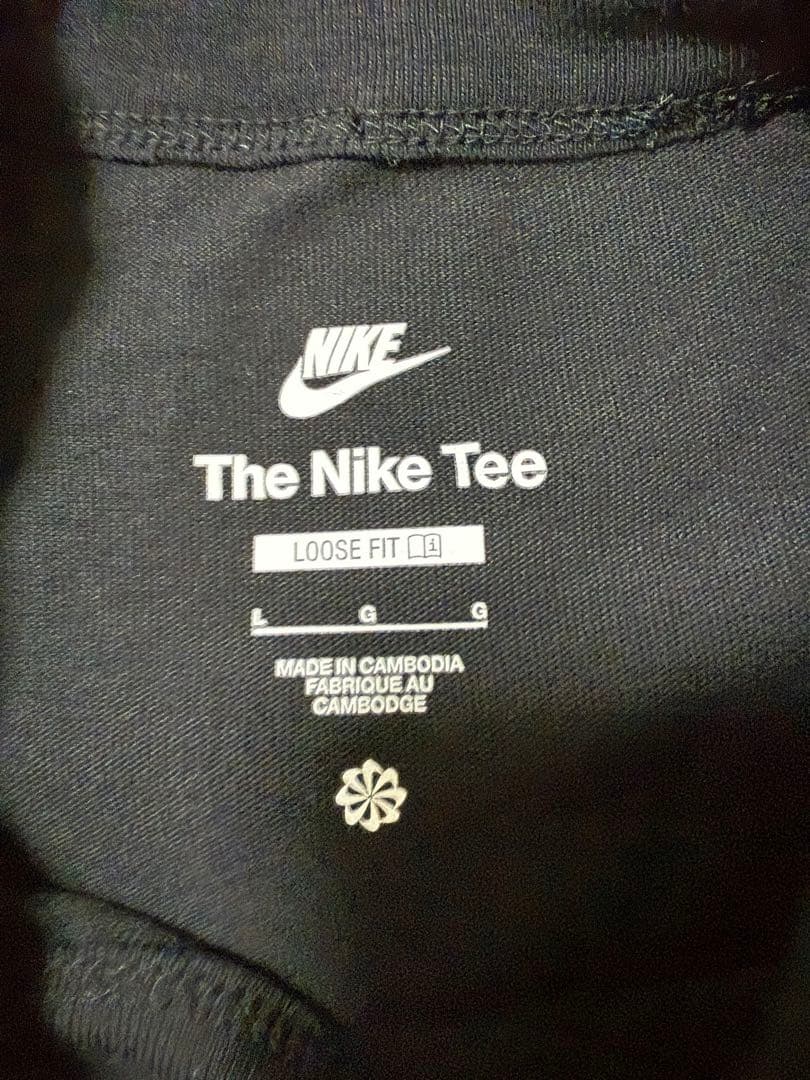 NIKE
The Nike Tee
LOOSE FIT i
L G G
MADE IN CAMBODIA
FABRIQUE AU
CAMBODGE